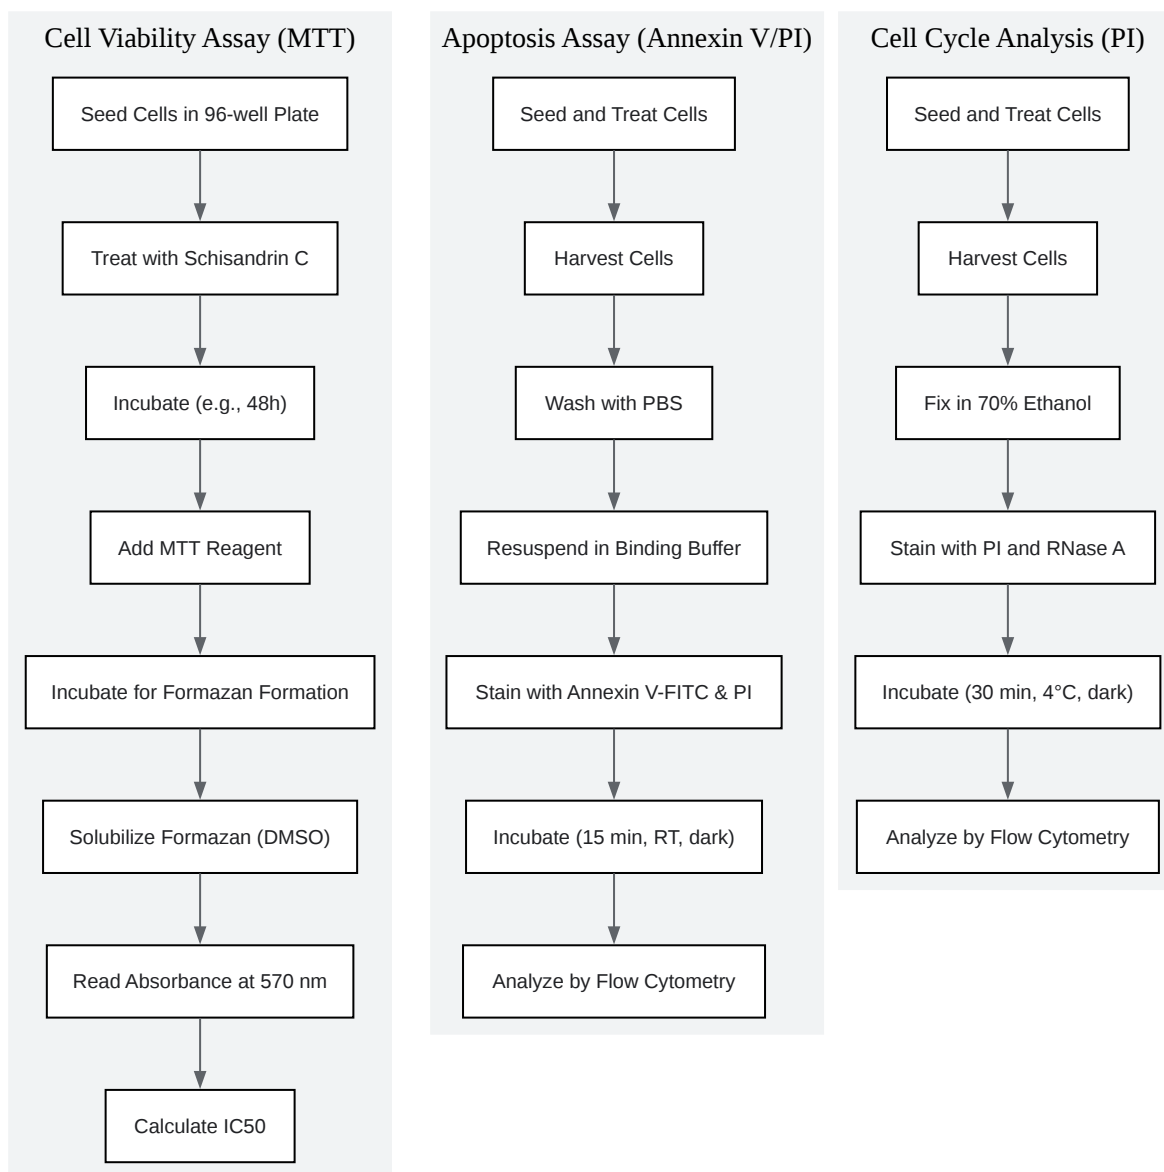 Cell Viability Assay (MTT)
Seed Cells in 96-well Plate
Treat with Schisandrin C
Incubate (e.g., 48h)
Add MTT Reagent
Incubate for Formazan Formation
Solubilize Formazan (DMSO)
Read Absorbance at 570 nm
Calculate IC50
Apoptosis Assay (Annexin V/PI)
Seed and Treat Cells
Harvest Cells
Wash with PBS
Resuspend in Binding Buffer
Stain with Annexin V-FITC & PI
Incubate (15 min, RT, dark)
Analyze by Flow Cytometry
Cell Cycle Analysis (PI)
Seed and Treat Cells
Harvest Cells
Fix in 70% Ethanol
Stain with PI and RNase A
Incubate (30 min, 4°C, dark)
Analyze by Flow Cytometry